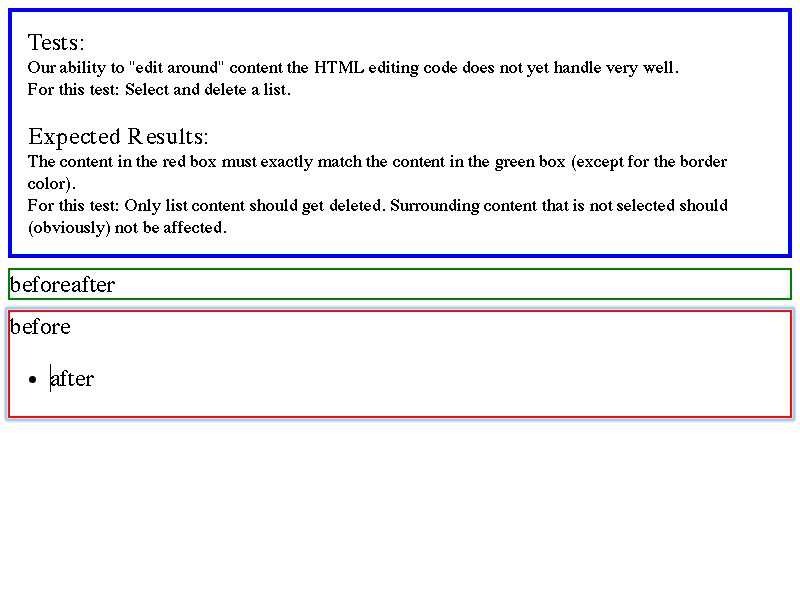 Tests:
Our ability to "edit around" content the HTML editing code does not yet handle very well.
For this test: Select and delete a list.
Expected Results:
The content in the red box must exactly match the content in the green box (except for the border
color).
For this test: Only list content should get deleted. Surrounding content that is not selected should
(obviously) not be affected.
beforeafter
before
• after